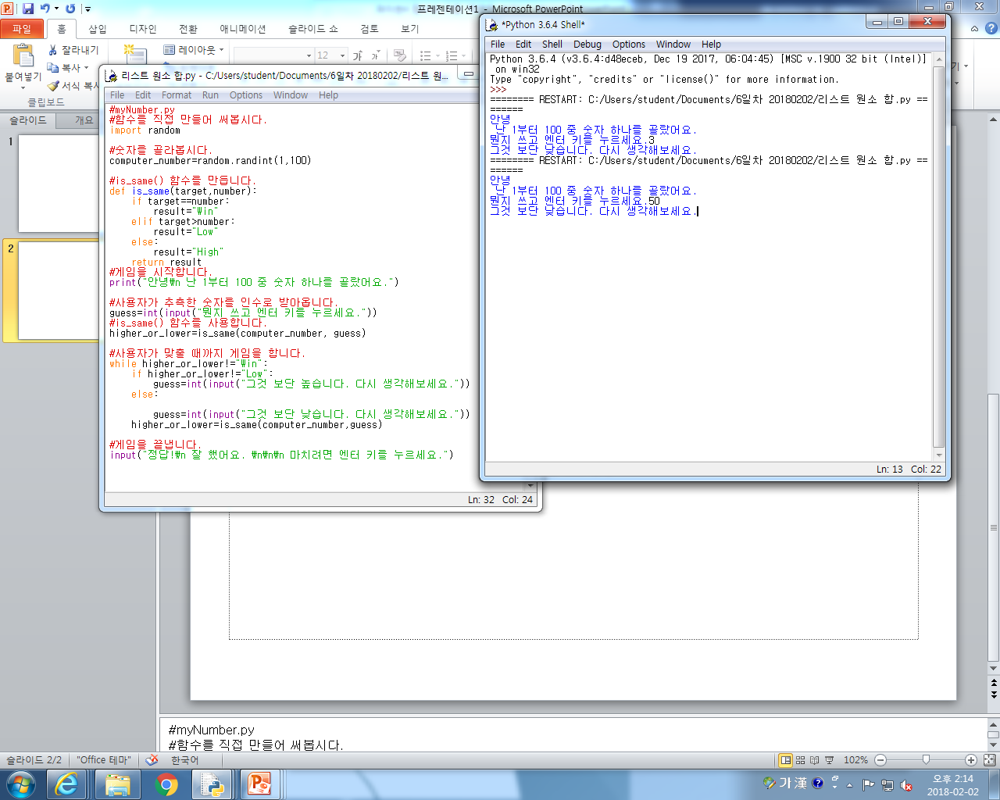 프레젠테이션1 - Microsoft PowerPoint
파일 홈 삽입 디자인 전환 애니메이션 슬라이드 쇼 검토 보기
붙여넣기
잘라내기
복사
서식 복사
클립보드
레이아웃
12
가 가
슬라이드 개요
1
2
리스트 원소 합.py - C:/Users/student/Documents/6일차 20180202/리스트 원...
File Edit Format Run Options Window Help
#myNumber.py
#함수를 직접 만들어 써봅시다.
import random
#숫자를 골라봅시다.
computer_number=random.randint(1,100)
#is_same() 함수를 만듭니다.
def is_same(target,number):
    if target==number:
        result="Win"
    elif target>number:
        result="Low"
    else:
        result="High"
    return result
#게임을 시작합니다.
print("안녕₩n 난 1부터 100 중 숫자 하나를 골랐어요.")
#사용자가 추측한 숫자를 인수로 받아옵니다.
guess=int(input("뭔지 쓰고 엔터 키를 누르세요."))
#is_same() 함수를 사용합니다.
higher_or_lower=is_same(computer_number, guess)
#사용자가 맞출 때까지 게임을 합니다.
while higher_or_lower!="Win":
    if higher_or_lower!="Low":
        guess=int(input("그것 보단 높습니다. 다시 생각해보세요."))
    else:
        guess=int(input("그것 보단 낮습니다. 다시 생각해보세요."))
    higher_or_lower=is_same(computer_number,guess)
#게임을 끝냅니다.
input("정답!₩n 잘 했어요. ₩n₩n₩n 마치려면 엔터 키를 누르세요.")
Ln: 32 Col: 24
*Python 3.6.4 Shell*
File Edit Shell Debug Options Window Help
Python 3.6.4 (v3.6.4:d48eceb, Dec 19 2017, 06:04:45) [MSC v.1900 32 bit (Intel)]
 on win32
Type "copyright", "credits" or "license()" for more information.
>>>
======== RESTART: C:/Users/student/Documents/6일차 20180202/리스트 원소 합.py ==
======
안녕
 난 1부터 100 중 숫자 하나를 골랐어요.
뭔지 쓰고 엔터 키를 누르세요.3
그것 보단 낮습니다. 다시 생각해보세요.
======== RESTART: C:/Users/student/Documents/6일차 20180202/리스트 원소 합.py ==
======
안녕
 난 1부터 100 중 숫자 하나를 골랐어요.
뭔지 쓰고 엔터 키를 누르세요.50
그것 보단 낮습니다. 다시 생각해보세요.
Ln: 13 Col: 22
#myNumber.py
#함수를 직접 만들어 써봅시다.
슬라이드 2/2 "Office 테마" 한국어 102%
가 漢
오후 2:14
2018-02-02